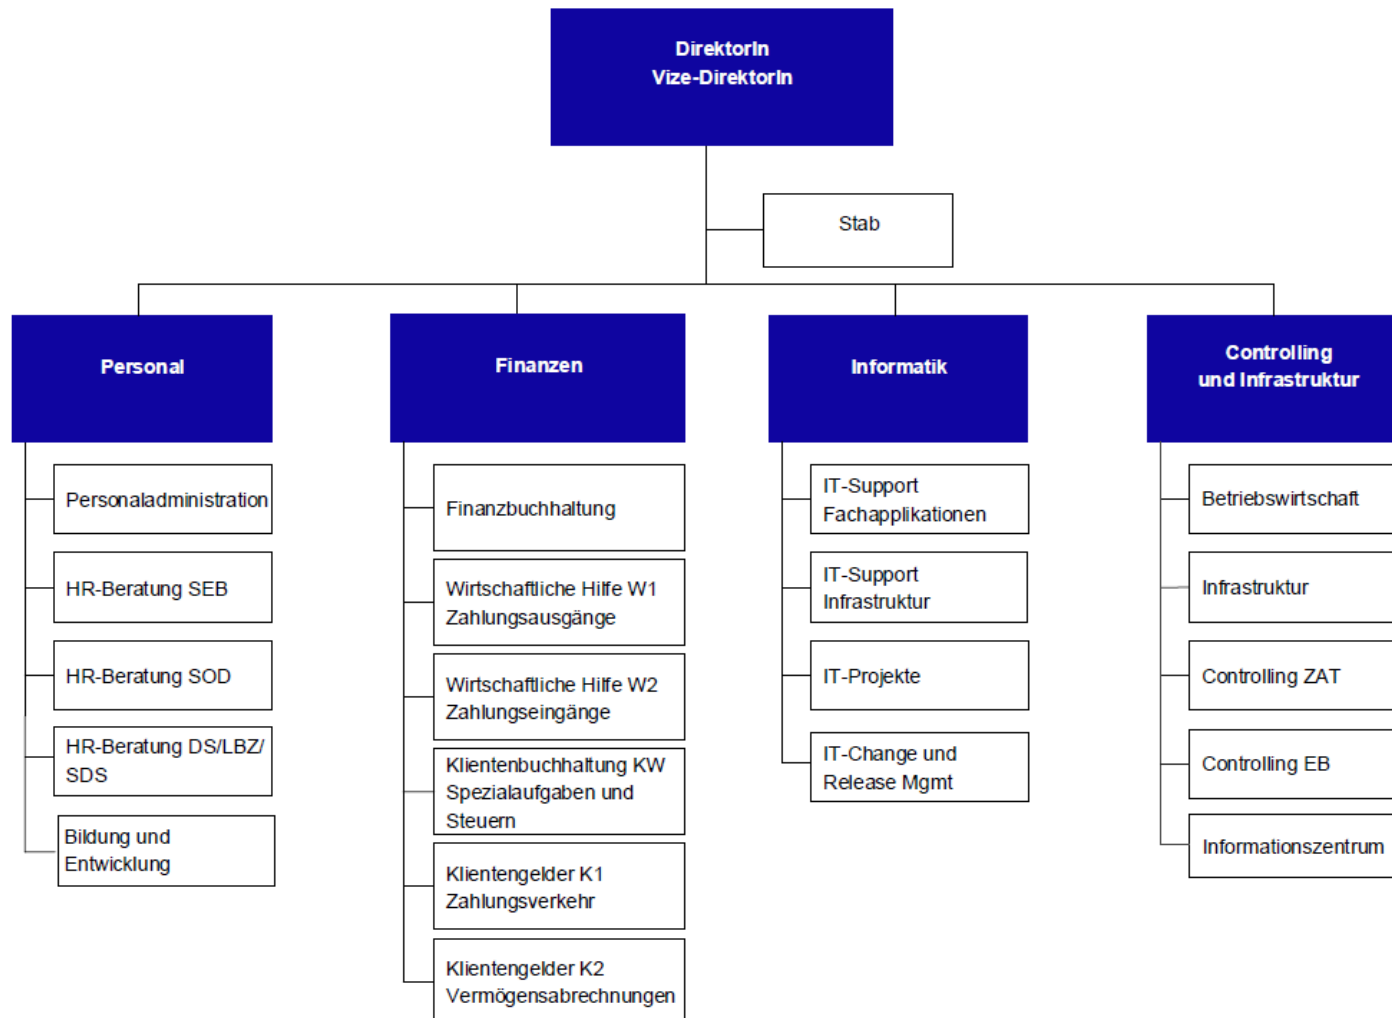 DirektorIn
Vize-DirektorIn
Stab
Personal
Finanzen
Informatik
Controlling
und Infrastruktur
Personaladministration
HR-Beratung SEB
HR-Beratung SOD
HR-Beratung DS/LBZ/
SDS
Bildung und
Entwicklung
Finanzbuchhaltung
Wirtschaftliche Hilfe W1
Zahlungsausgänge
Wirtschaftliche Hilfe W2
Zahlungseingänge
Klientenbuchhaltung KW
Spezialaufgaben und
Steuern
Klientengelder K1
Zahlungsverkehr
Klientengelder K2
Vermögensabrechnungen
IT-Support
Fachapplikationen
IT-Support
Infrastruktur
IT-Projekte
IT-Change und
Release Mgmt
Betriebswirtschaft
Infrastruktur
Controlling ZAT
Controlling EB
Informationszentrum